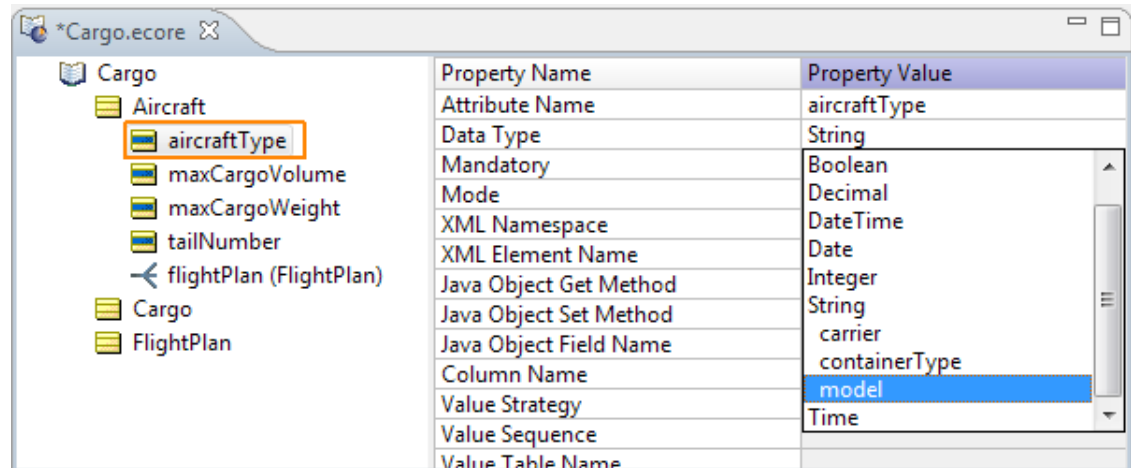 *Cargo.ecore
Cargo
Aircraft
aircraftType
maxCargoVolume
maxCargoWeight
tailNumber
flightPlan (FlightPlan)
Cargo
FlightPlan
Property Name Property Value
Attribute Name aircraftType
Data Type String
Mandatory
Mode
XML Namespace
XML Element Name
Java Object Get Method
Java Object Set Method
Java Object Field Name
Column Name
Value Strategy
Value Sequence
Value Table Name
Boolean
Decimal
DateTime
Date
Integer
String
carrier
containerType
model
Time